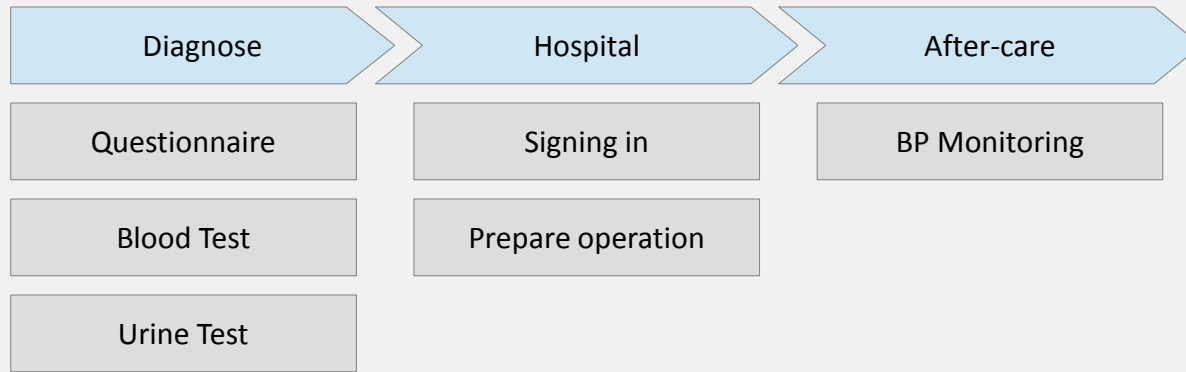 Diagnose
Hospital
After-care
Questionnaire
Signing in
BP Monitoring
Blood Test
Prepare operation
Urine Test